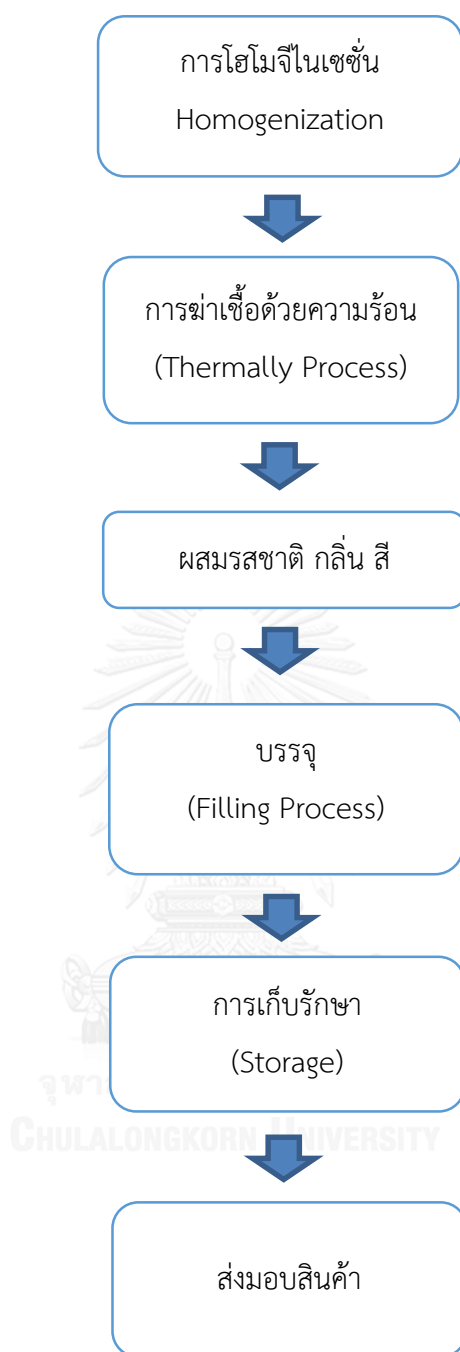 การโฮโมจีไนเซซั่น
Homogenization
การฆ่าเชื้อด้วยความร้อน
(Thermally Process)
ผสมรสชาติ กลิ่น สี
บรรจุ
(Filling Process)
การเก็บรักษา
(Storage)
CHULALONGKORN UNIVERSITY
ส่งมอบสินค้า